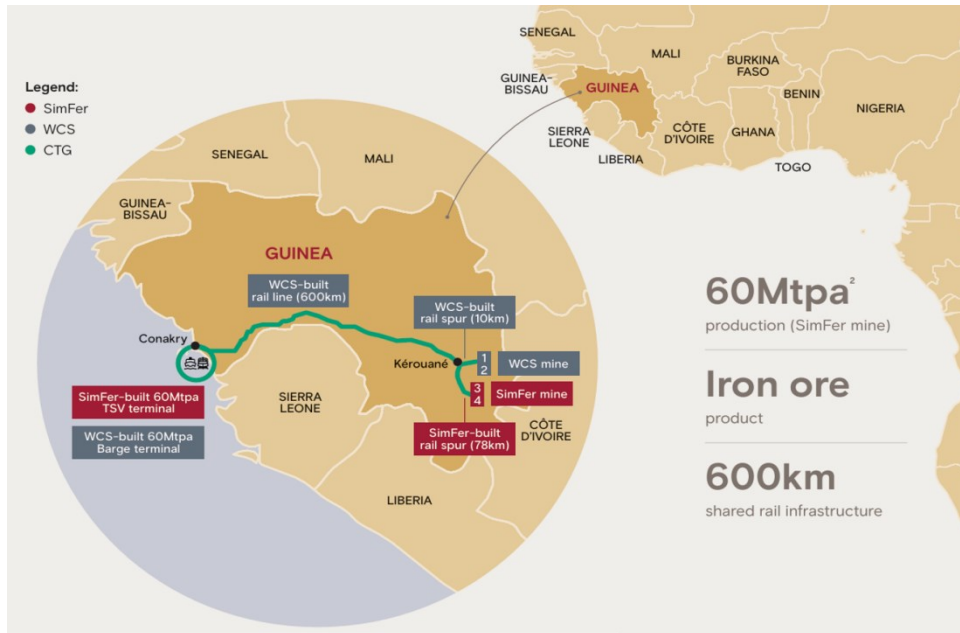 Legend:
SimFer
WCS
CTG
SENEGAL
MALI
GUINEA-
BISSAU
GUINEA
BURKINA
FASO
BENIN
NIGERIA
SIERRA
LEONE
LIBERIA
CÔTE
D'IVOIRE
GHANA
TOGO
SENEGAL
MALI
GUINEA-
BISSAU
GUINEA
WCS-built
rail line (600km)
WCS-built
rail spur (10km)
Conakry
Kérouané
1
2
WCS mine
3
4
SimFer mine
SimFer-built 60Mtpa
TSV terminal
WCS-built 60Mtpa
Barge terminal
SIERRA
LEONE
SimFer-built
rail spur (78km)
CÔTE
D'IVOIRE
LIBERIA
60Mtpa²
production (SimFer mine)
Iron ore
product
600km
shared rail infrastructure